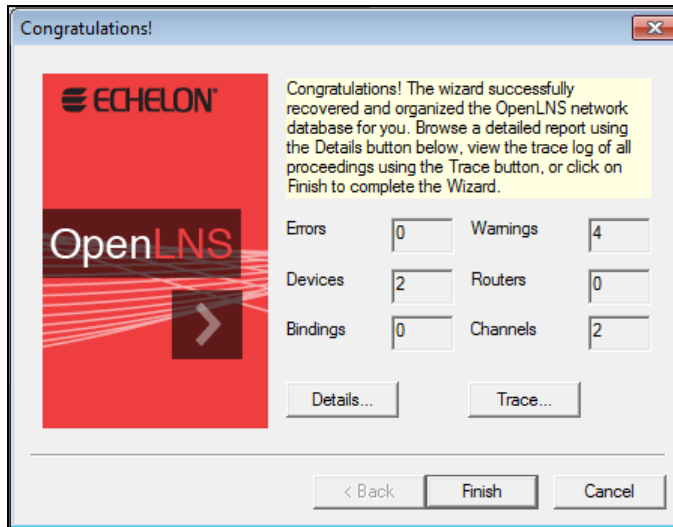 Congratulations!
ECHELON®
Congratulations! The wizard successfully
recovered and organized the OpenLNS network
database for you. Browse a detailed report using
the Details button below, view the trace log of all
proceedings using the Trace button, or click on
Finish to complete the Wizard.
OpenLNS
Errors 0 Warnings 4
Devices 2 Routers 0
Bindings 0 Channels 2
Details... Trace...
< Back Finish Cancel